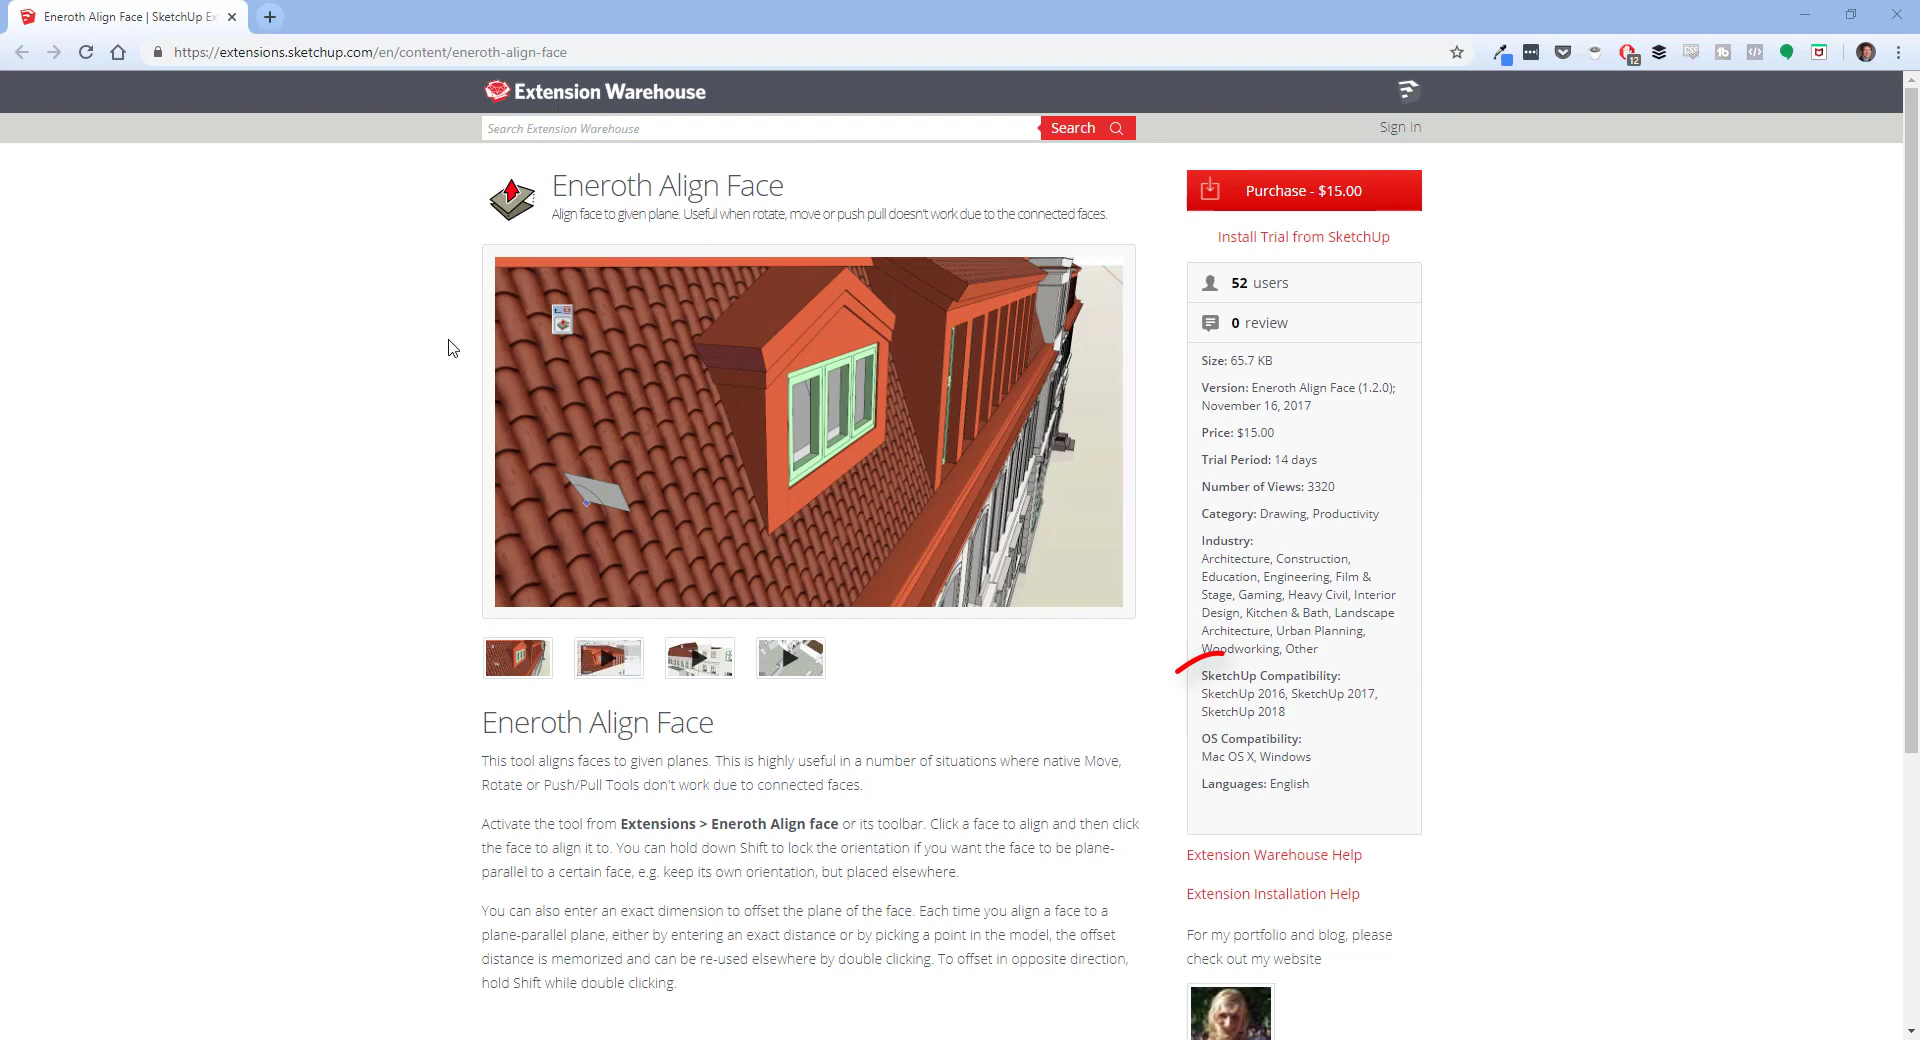 Eneroth Align Face | SketchUp Ex
https://extensions.sketchup.com/en/content/eneroth-align-face
12
Extension Warehouse
Search Extension Warehouse
Search
Sign In
Eneroth Align Face
Align face to given plane. Useful when rotate, move or push pull doesn't work due to the connected faces.
Purchase - $15.00
Install Trial from SketchUp
52 users
0 review
Size: 65.7 KB
Version: Eneroth Align Face (1.2.0);
November 16, 2017
Price: $15.00
Trial Period: 14 days
Number of Views: 3320
Category: Drawing, Productivity
Industry:
Architecture, Construction,
Education, Engineering, Film &
Stage, Gaming, Heavy Civil, Interior
Design, Kitchen & Bath, Landscape
Architecture, Urban Planning,
Woodworking, Other
SketchUp Compatibility:
SketchUp 2016, SketchUp 2017,
SketchUp 2018
OS Compatibility:
Mac OS X, Windows
Languages: English
Eneroth Align Face
This tool aligns faces to given planes. This is highly useful in a number of situations where native Move,
Rotate or Push/Pull Tools don't work due to connected faces.
Activate the tool from Extensions > Eneroth Align face or its toolbar. Click a face to align and then click
the face to align it to. You can hold down Shift to lock the orientation if you want the face to be plane-
parallel to a certain face, e.g. keep its own orientation, but placed elsewhere.
You can also enter an exact dimension to offset the plane of the face. Each time you align a face to a
plane-parallel plane, either by entering an exact distance or by picking a point in the model, the offset
distance is memorized and can be re-used elsewhere by double clicking. To offset in opposite direction,
hold Shift while double clicking.
Extension Warehouse Help
Extension Installation Help
For my portfolio and blog, please
check out my website